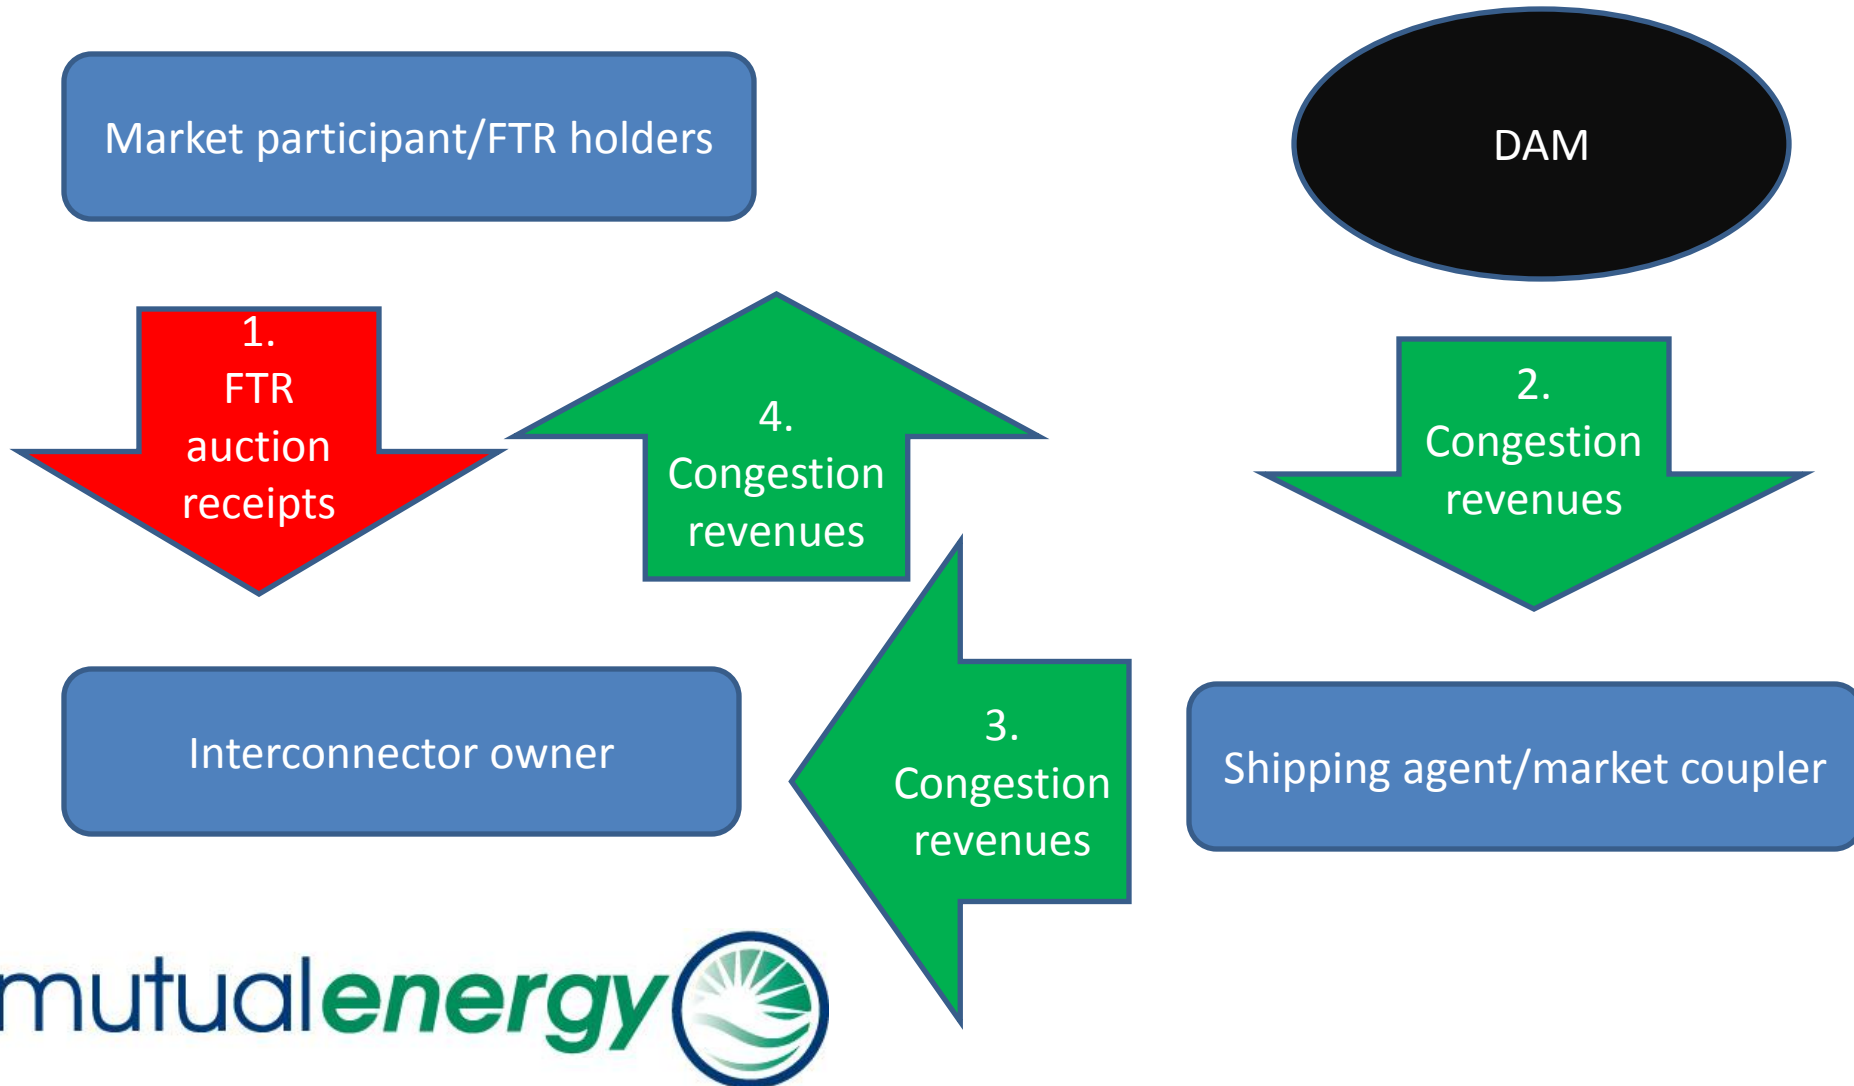 Market participant/FTR holders
DAM
1.
FTR
auction
receipts
4.
Congestion
revenues
2.
Congestion
revenues
3.
Congestion
revenues
Interconnector owner
Shipping agent/market coupler
mutualenergy